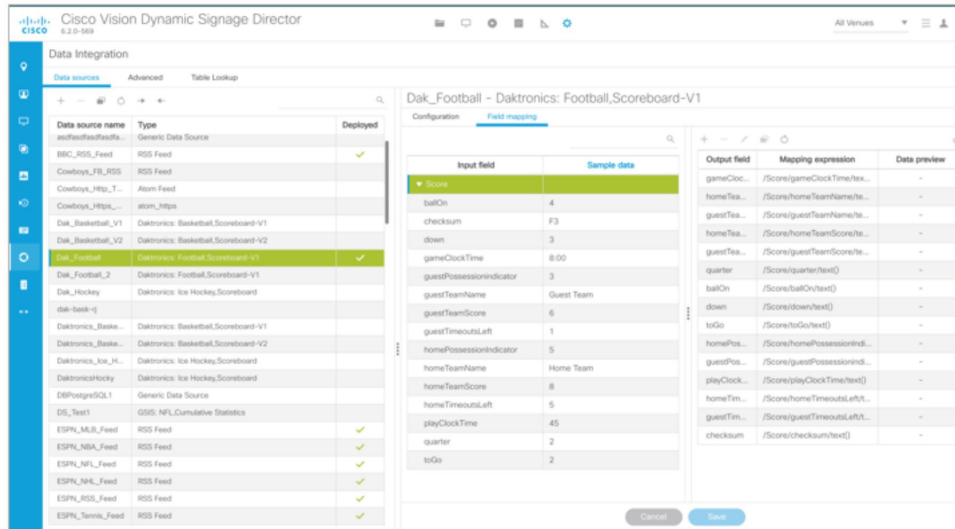 Cisco Vision Dynamic Signage Director
CISCO 6.2.0-569
All Venues
Data Integration
Data sources Advanced Table Lookup
Data source name Type Deployed
asdfasdfasdfasdfa... Generic Data Source
BBC_RSS_Feed RSS Feed
Cowboys_FB_RSS RSS Feed
Cowboys_Http_T... Atom Feed
Cowboys_Https_... atom_https
Dak_Basketball_V1 Daktronics: Basketball,Scoreboard-V1
Dak_Basketball_V2 Daktronics: Basketball,Scoreboard-V2
Dak_Football Daktronics: Football,Scoreboard-V1
Dak_Football_2 Daktronics: Football,Scoreboard-V1
Dak_Hockey Daktronics: Ice Hockey,Scoreboard
dak-bask-rj
Daktronics_Baske... Daktronics: Basketball,Scoreboard-V1
Daktronics_Baske... Daktronics: Basketball,Scoreboard-V2
Daktronics_Ice_H... Daktronics: Ice Hockey,Scoreboard
DaktronicsHocky Daktronics: Ice Hockey,Scoreboard
DBPostgreSQL1 Generic Data Source
DS_Test1 GSIS: NFL,Cumulative Statistics
ESPN_MLB_Feed RSS Feed
ESPN_NBA_Feed RSS Feed
ESPN_NFL_Feed RSS Feed
ESPN_NHL_Feed RSS Feed
ESPN_RSS_Feed RSS Feed
ESPN_Tennis_Feed RSS Feed
Dak_Football - Daktronics: Football,Scoreboard-V1
Configuration Field mapping
Input field Sample data
Score
ballOn 4
checksum F3
down 3
gameClockTime 8:00
guestPossessionIndicator 3
guestTeamName Guest Team
guestTeamScore 6
guestTimeoutsLeft 1
homePossessionIndicator 5
homeTeamName Home Team
homeTeamScore 8
homeTimeoutsLeft 5
playClockTime 45
quarter 2
toGo 2
Output field Mapping expression Data preview
gameCloc... /Score/gameClockTime/tex... -
homeTea... /Score/homeTeamName/te... -
guestTea... /Score/guestTeamName/te... -
homeTea... /Score/homeTeamScore/te... -
guestTea... /Score/guestTeamScore/te... -
quarter /Score/quarter/text() -
ballOn /Score/ballOn/text() -
down /Score/down/text() -
toGo /Score/toGo/text() -
homePos... /Score/homePossessionIndi... -
guestPos... /Score/guestPossessionIndi... -
playClock... /Score/playClockTime/text() -
homeTim... /Score/homeTimeoutsLeft/t... -
guestTim... /Score/guestTimeoutsLeft/t... -
checksum /Score/checksum/text() -
Cancel Save